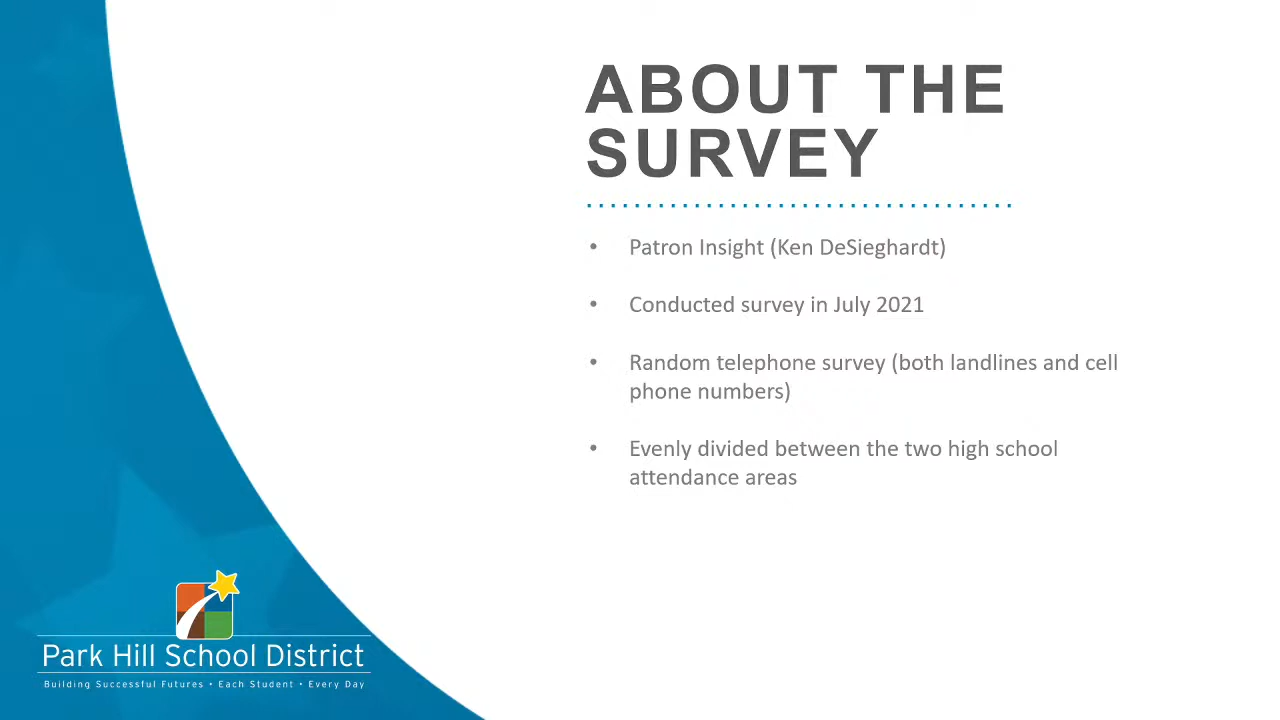 ABOUT THE
SURVEY
• Patron Insight (Ken DeSieghardt)
• Conducted survey in July 2021
• Random telephone survey (both landlines and cell
phone numbers)
• Evenly divided between the two high school
attendance areas
Park Hill School District
Building Successful Futures • Each Student • Every Day